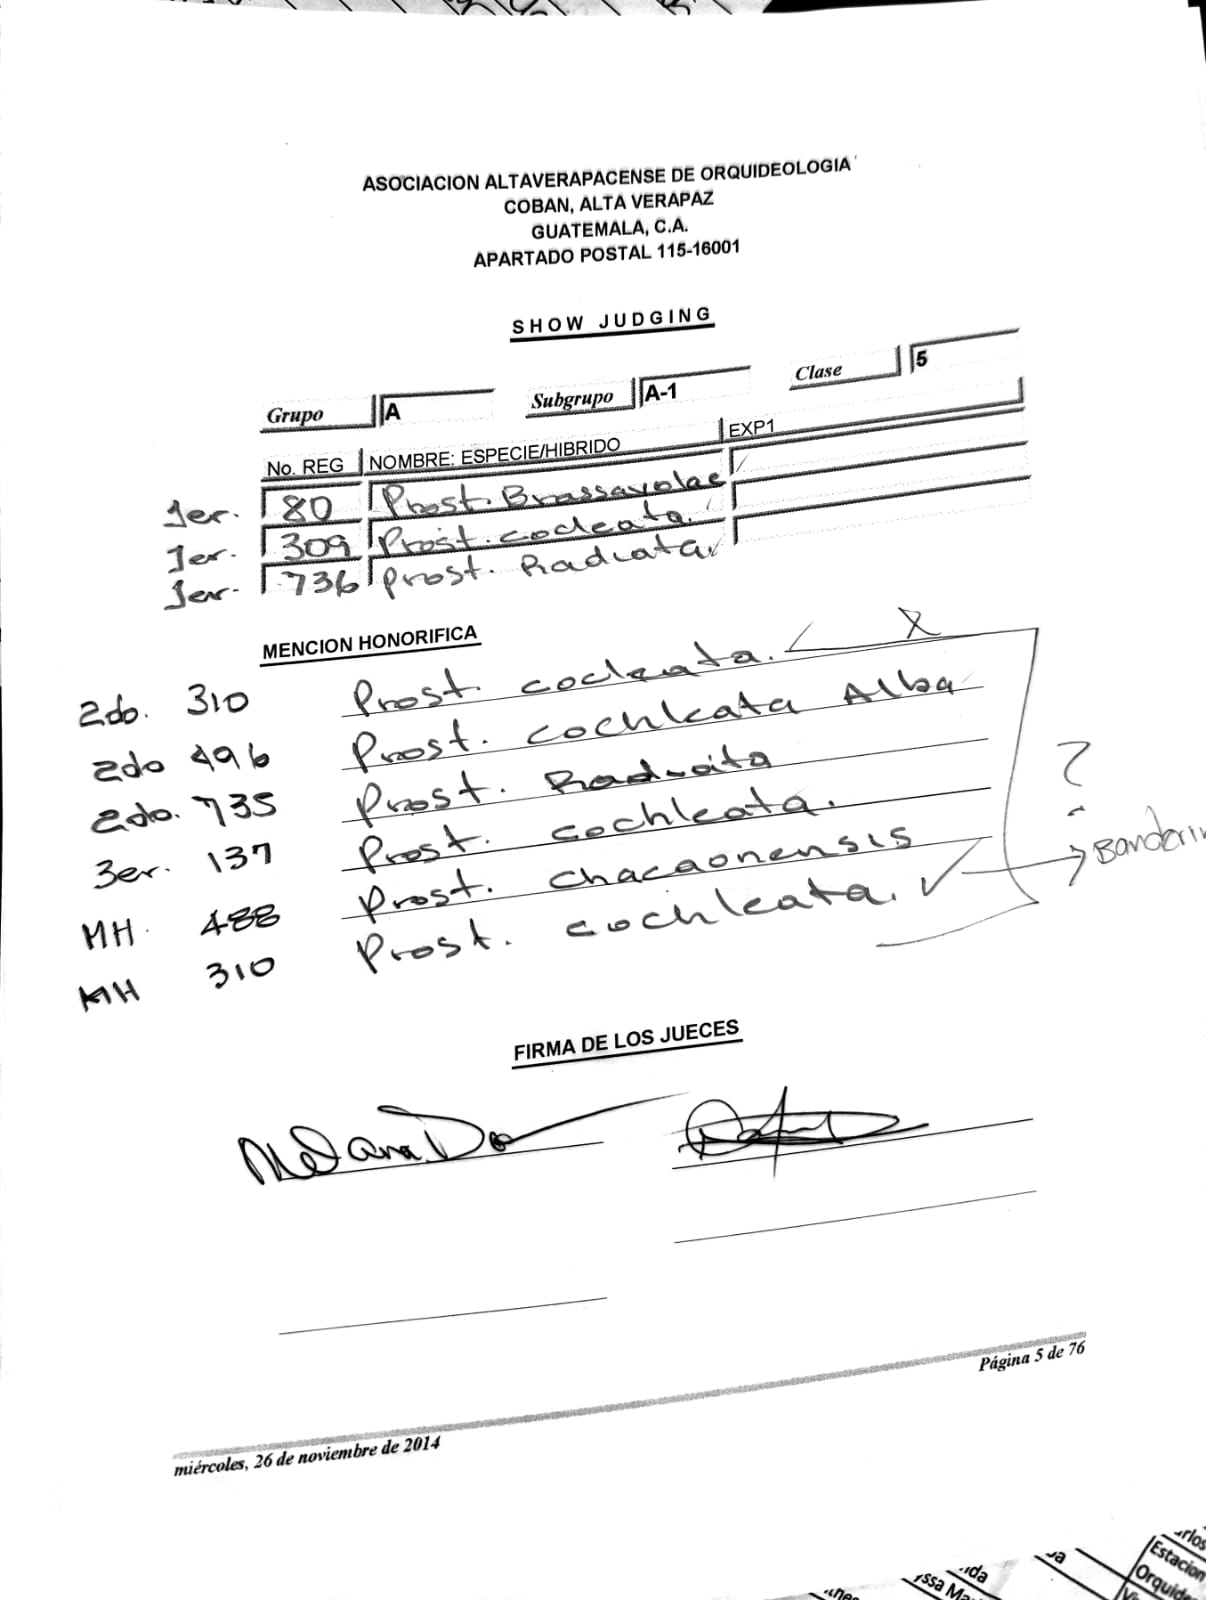 ASOCIACION ALTAVERAPACENSE DE ORQUIDEOLOGIA
COBAN, ALTA VERAPAZ
GUATEMALA, C.A.
APARTADO POSTAL 115-16001
SHOW JUDGING
Grupo A Subgrupo A-1 Clase 5
No. REG NOMBRE: ESPECIE/HIBRIDO EXP1
1er. 80 Prost. Brassavolae
1er. 309 Prost. cocleata.
1er. 736 Prost. Radiata.
MENCION HONORIFICA
2do. 310 Prost. cocleata. X
2do 496 Prost. cochleata Alba
2do. 735 Prost. Radiata ?
3er. 137 Prost. cochleata.
MH. 488 Prost. chacaonensis
MH 310 Prost. cochleata. ✓ → Banderin
FIRMA DE LOS JUECES
Página 5 de 76
miércoles, 26 de noviembre de 2014
Estacion